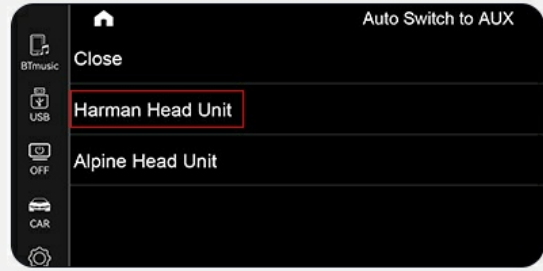 Auto Switch to AUX
BTmusic
Close
USB
Harman Head Unit
OFF
Alpine Head Unit
CAR